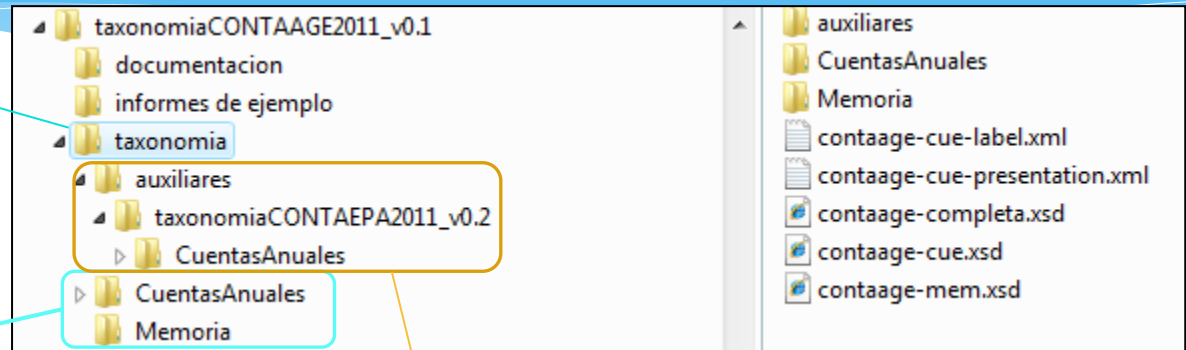 taxonomiaCONTAAGE2011_v0.1
documentacion
informes de ejemplo
taxonomia
auxiliares
taxonomiaCONTAEPA2011_v0.2
CuentasAnuales
CuentasAnuales
Memoria
auxiliares
CuentasAnuales
Memoria
contaage-cue-label.xml
contaage-cue-presentation.xml
contaage-completa.xsd
contaage-cue.xsd
contaage-mem.xsd